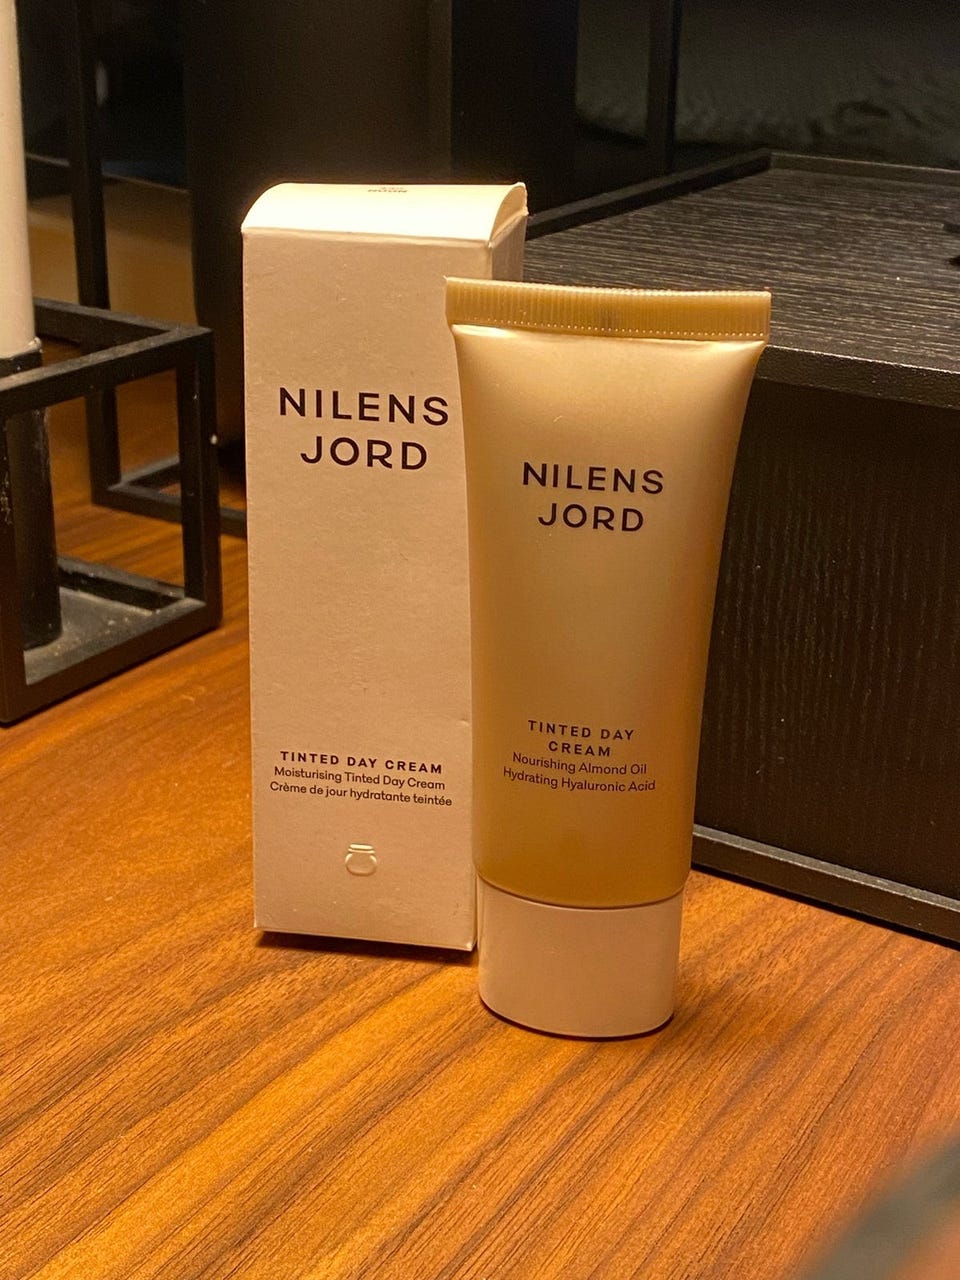 NILENS
JORD
TINTED DAY CREAM
Moisturising Tinted Day Cream
Crème de jour hydratante teintée
NILENS
JORD
TINTED DAY
CREAM
Nourishing Almond Oil
Hydrating Hyaluronic Acid